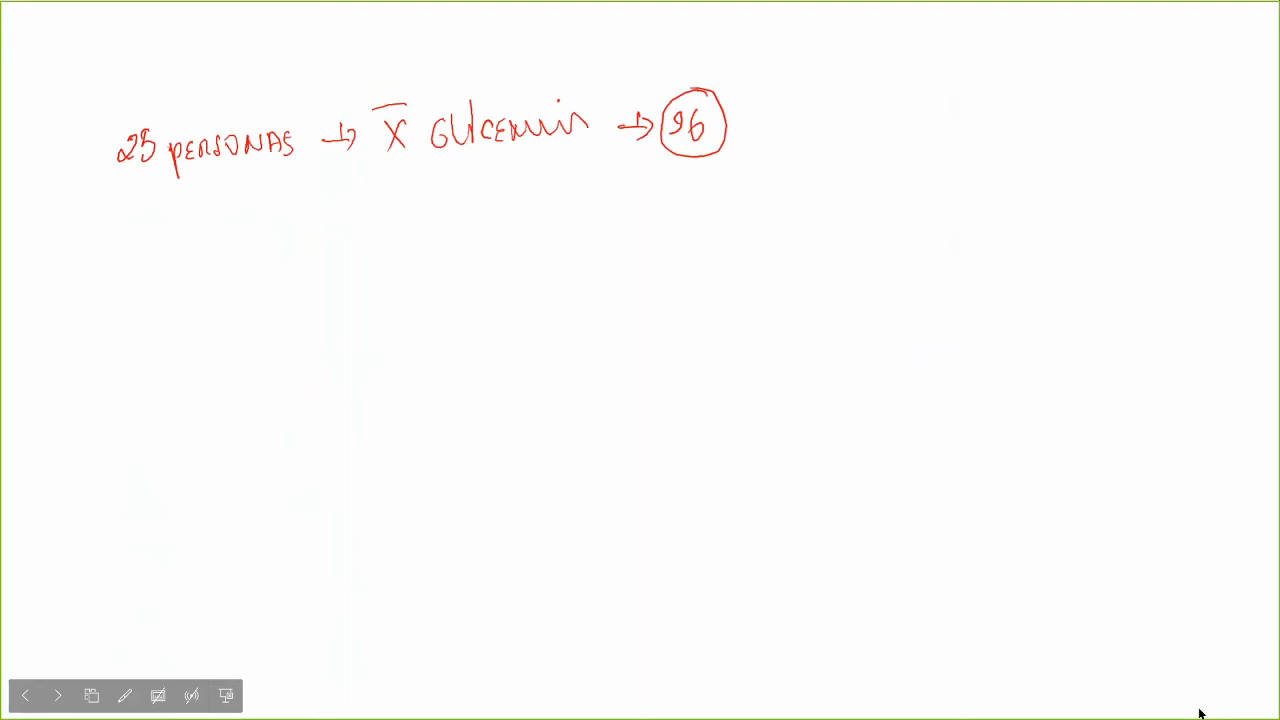 25 PERSONAS → X̅ GLICEMIA → 96